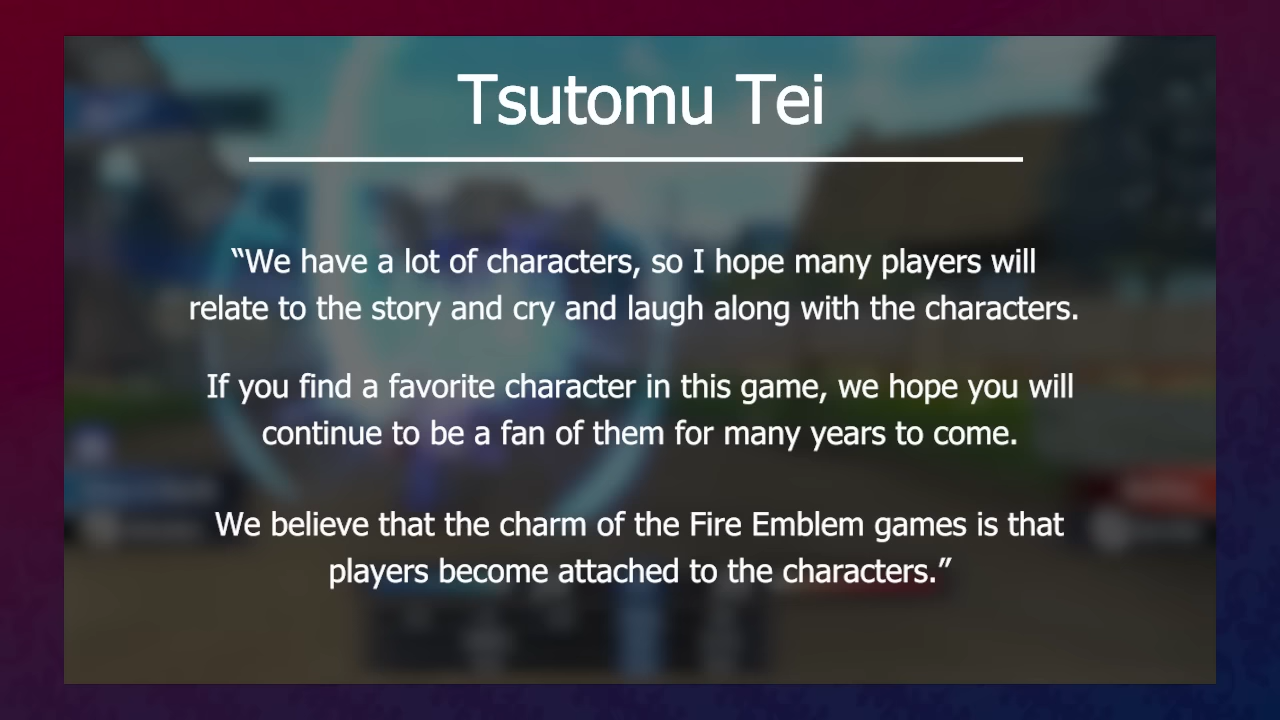 Tsutomu Tei
“We have a lot of characters, so I hope many players will
relate to the story and cry and laugh along with the characters.
If you find a favorite character in this game, we hope you will
continue to be a fan of them for many years to come.
We believe that the charm of the Fire Emblem games is that
players become attached to the characters.”